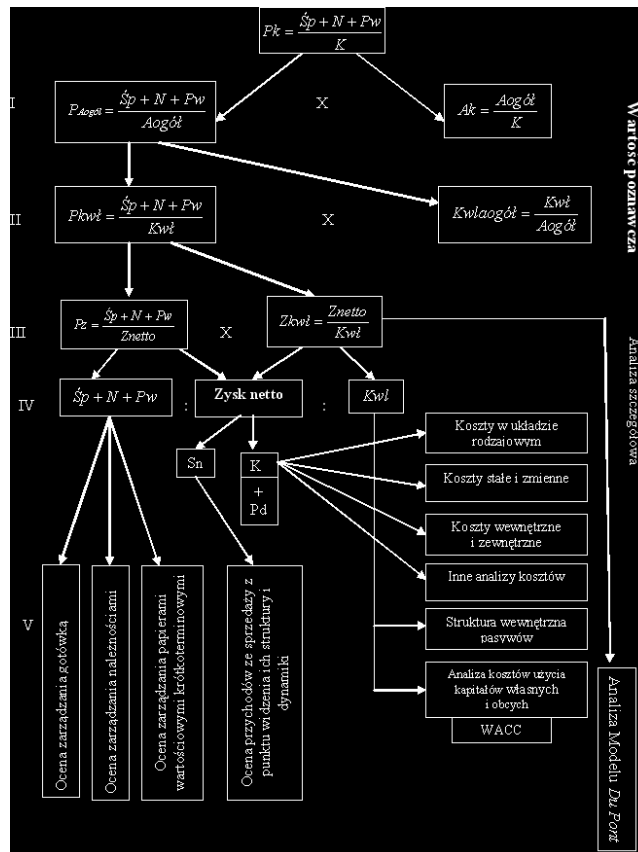 Pk = Śp + N + Pw / K
I
P Aogół = Śp + N + Pw / Aogół
X
Ak = Aogół / K
Wartosc poznawcza
II
Pkwł = Śp + N + Pw / Kwł
X
Kwlaogół = Kwł / Aogół
III
Pz = Śp + N + Pw / Znetto
X
Zkwł = Znetto / Kwł
Analiza szczegółowa
IV
Śp + N + Pw
:
Zysk netto
:
Kwl
Sn
K
+
Pd
Koszty w układzie
rodzajowym
Koszty stałe i zmienne
Koszty wewnętrzne
i zewnętrzne
Inne analizy kosztów
Struktura wewnętrzna
pasywów
Analiza kosztów użycia
kapitałów własnych
i obcych
WACC
V
Ocena zarządzania gotówką
Ocena zarządzania należnościami
Ocena zarządzania papierami
wartościowymi krótkoterminowymi
Ocena przychodów ze sprzedaży z
punktu widzenia ich struktury i
dynamiki
Analiza Modelu Du Pont